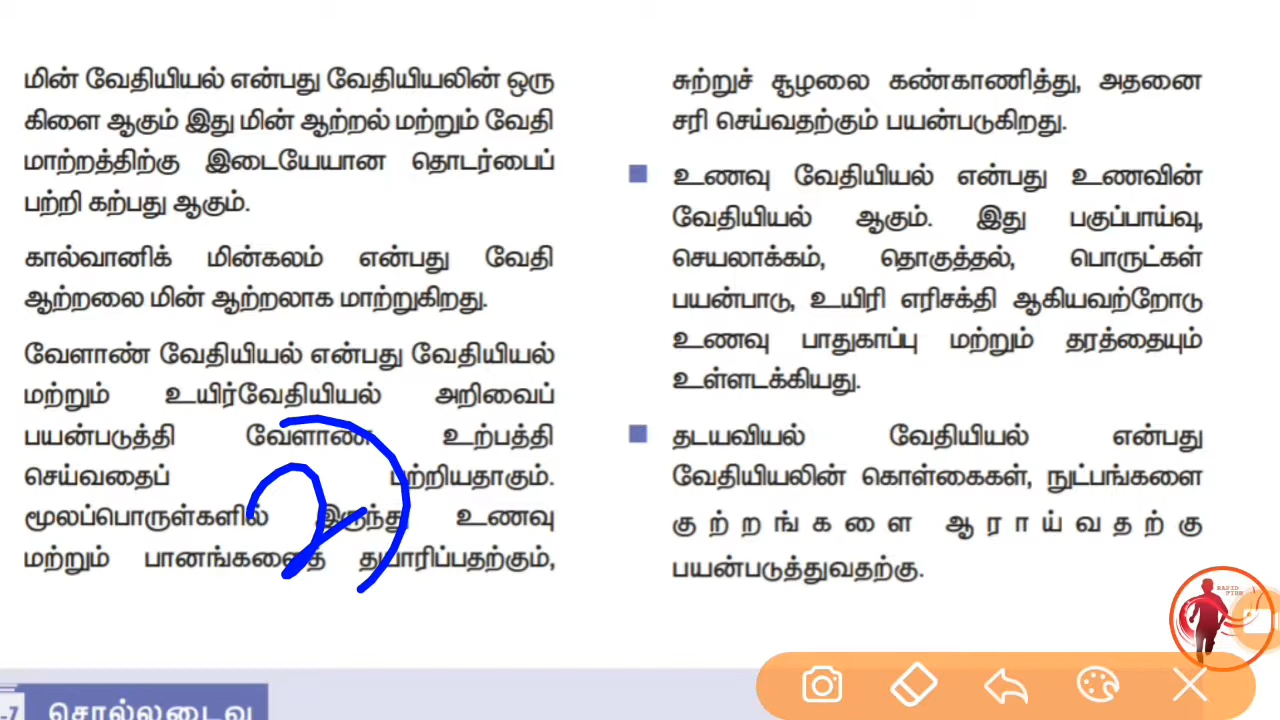 மின் வேதியியல் என்பது வேதியியலின் ஒரு
கிளை ஆகும் இது மின் ஆற்றல் மற்றும் வேதி
மாற்றத்திற்கு இடையேயான தொடர்பைப்
பற்றி கற்பது ஆகும்.
கால்வானிக் மின்கலம் என்பது வேதி
ஆற்றலை மின் ஆற்றலாக மாற்றுகிறது.
வேளாண் வேதியியல் என்பது வேதியியல்
மற்றும் உயிர்வேதியியல் அறிவைப்
பயன்படுத்தி வேளாண் உற்பத்தி
செய்வதைப் பற்றியதாகும்.
மூலப்பொருள்களில் இருந்து உணவு
மற்றும் பானங்களைத் தயாரிப்பதற்கும்,
சுற்றுச் சூழலை கண்காணித்து, அதனை
சரி செய்வதற்கும் பயன்படுகிறது.
உணவு வேதியியல் என்பது உணவின்
வேதியியல் ஆகும். இது பகுப்பாய்வு,
செயலாக்கம், தொகுத்தல், பொருட்கள்
பயன்பாடு, உயிரி எரிசக்தி ஆகியவற்றோடு
உணவு பாதுகாப்பு மற்றும் தரத்தையும்
உள்ளடக்கியது.
தடயவியல் வேதியியல் என்பது
வேதியியலின் கொள்கைகள், நுட்பங்களை
குற்றங்களை ஆராய்வதற்கு
பயன்படுத்துவதற்கு.
RAPID
FIRE
-7 சொல்லடைவு